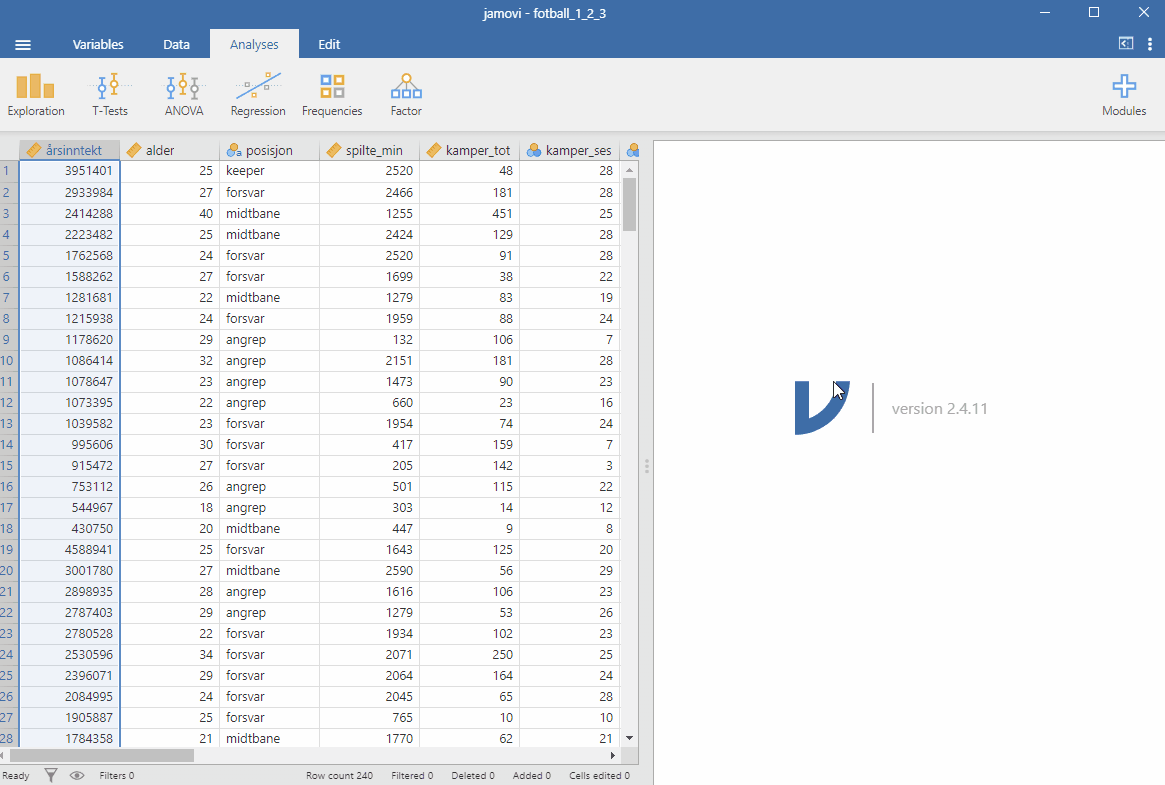 jamovi - fotball_1_2_3
Variables Data Analyses Edit
Exploration T-Tests ANOVA Regression Frequencies Factor Modules
årsinntekt alder posisjon spilte_min kamper_tot kamper_ses
1 3951401 25 keeper 2520 48 28
2 2933984 27 forsvar 2466 181 28
3 2414288 40 midtbane 1255 451 25
4 2223482 25 midtbane 2424 129 28
5 1762568 24 forsvar 2520 91 28
6 1588262 27 forsvar 1699 38 22
7 1281681 22 midtbane 1279 83 19
8 1215938 24 forsvar 1959 88 24
9 1178620 29 angrep 132 106 7
10 1086414 32 angrep 2151 181 28
11 1078647 23 angrep 1473 90 23
12 1073395 22 angrep 660 23 16
13 1039582 23 forsvar 1954 74 24
14 995606 30 forsvar 417 159 7
15 915472 27 forsvar 205 142 3
16 753112 26 angrep 501 115 22
17 544967 18 angrep 303 14 12
18 430750 20 midtbane 447 9 8
19 4588941 25 forsvar 1643 125 20
20 3001780 27 midtbane 2590 56 29
21 2898935 28 angrep 1616 106 23
22 2787403 29 angrep 1279 53 26
23 2780528 22 forsvar 1934 102 23
24 2530596 34 forsvar 2071 250 25
25 2396071 29 forsvar 2064 164 24
26 2084995 24 forsvar 2045 65 28
27 1905887 25 forsvar 765 10 10
28 1784358 21 midtbane 1770 62 21
version 2.4.11
Ready Filters 0 Row count 240 Filtered 0 Deleted 0 Added 0 Cells edited 0